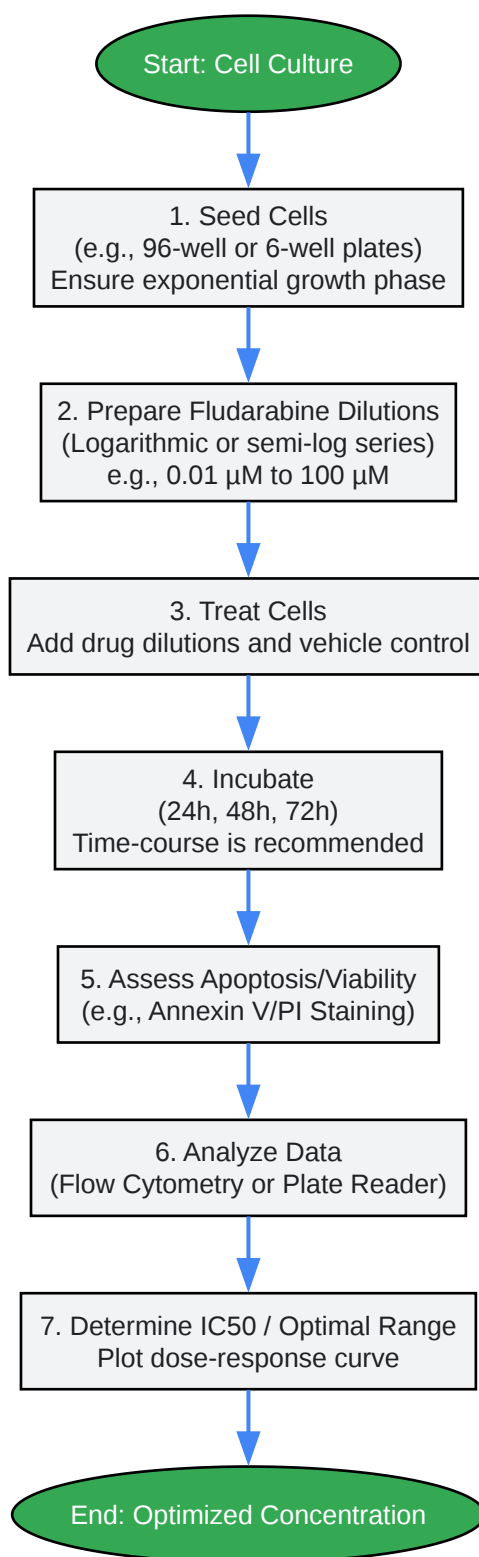 Start: Cell Culture
1. Seed Cells
(e.g., 96-well or 6-well plates)
Ensure exponential growth phase
2. Prepare Fludarabine Dilutions
(Logarithmic or semi-log series)
e.g., 0.01 µM to 100 µM
3. Treat Cells
Add drug dilutions and vehicle control
4. Incubate
(24h, 48h, 72h)
Time-course is recommended
5. Assess Apoptosis/Viability
(e.g., Annexin V/PI Staining)
6. Analyze Data
(Flow Cytometry or Plate Reader)
7. Determine IC50 / Optimal Range
Plot dose-response curve
End: Optimized Concentration